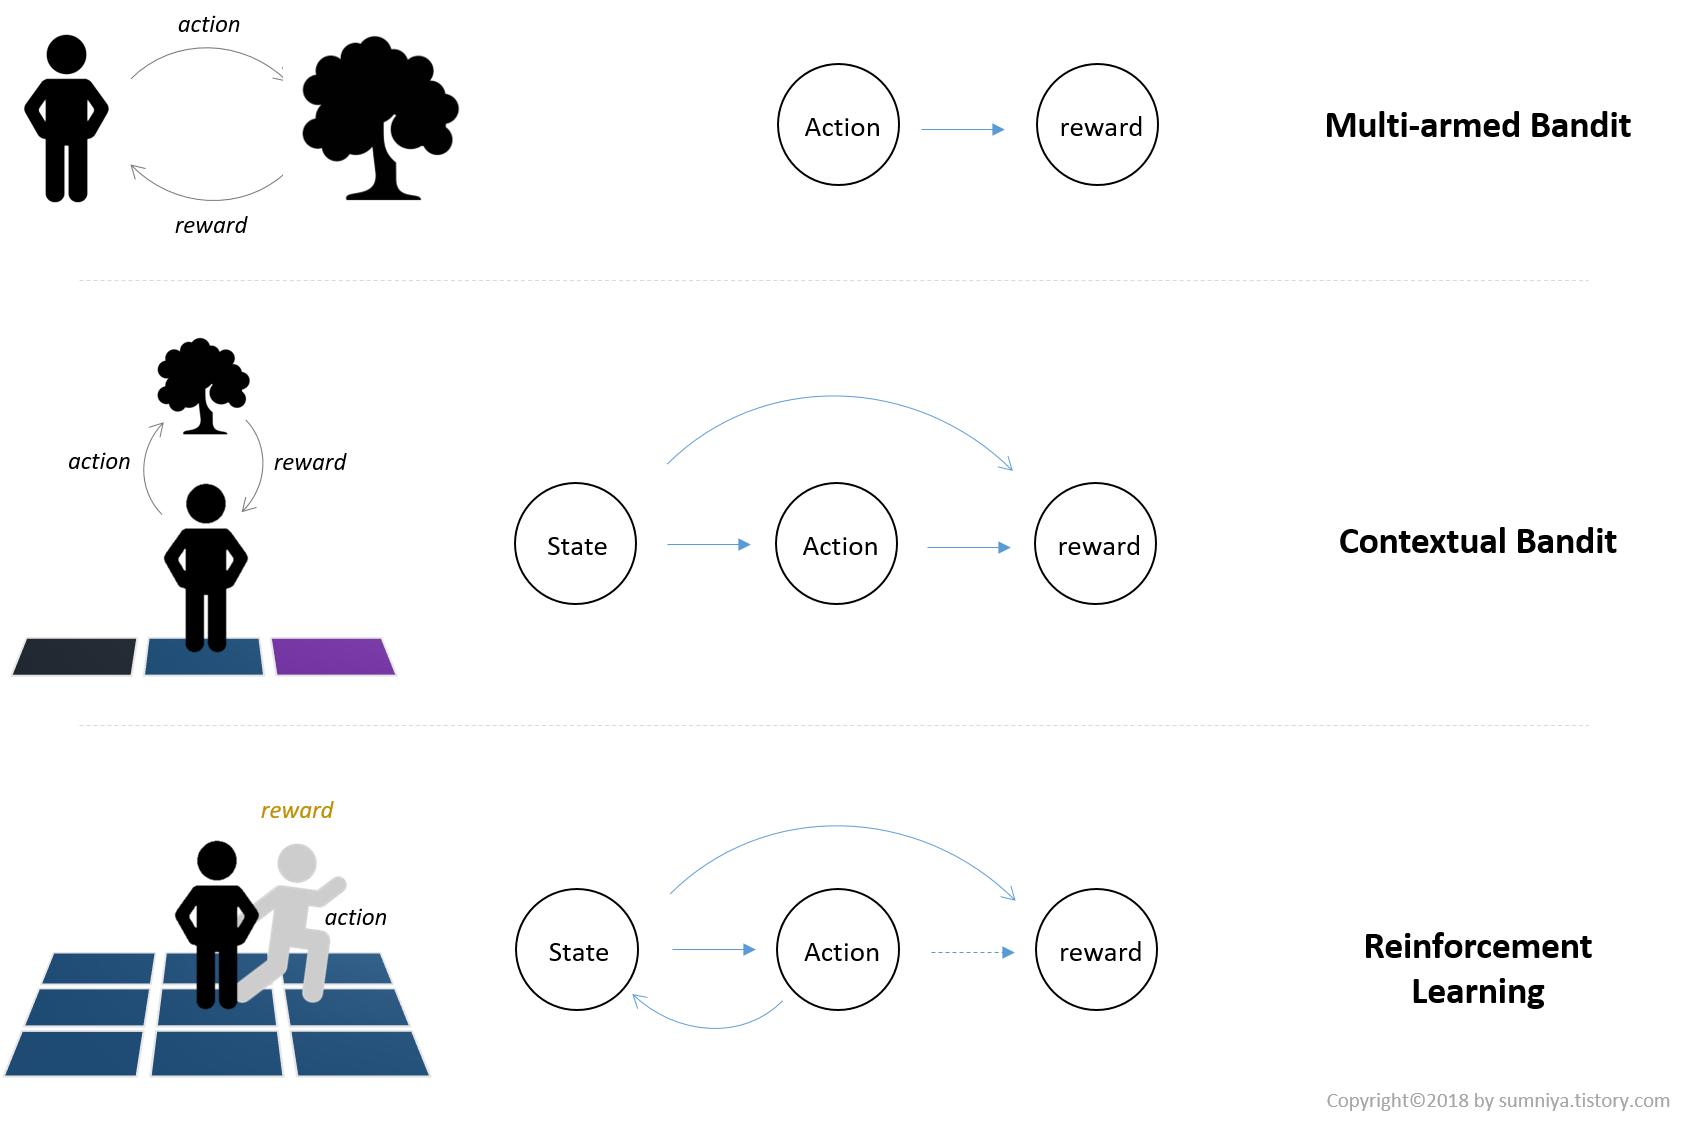 action
reward
Action
reward
Multi-armed Bandit
action
reward
State
Action
reward
Contextual Bandit
reward
action
State
Action
reward
Reinforcement
Learning
Copyright©2018 by sumniya.tistory.com